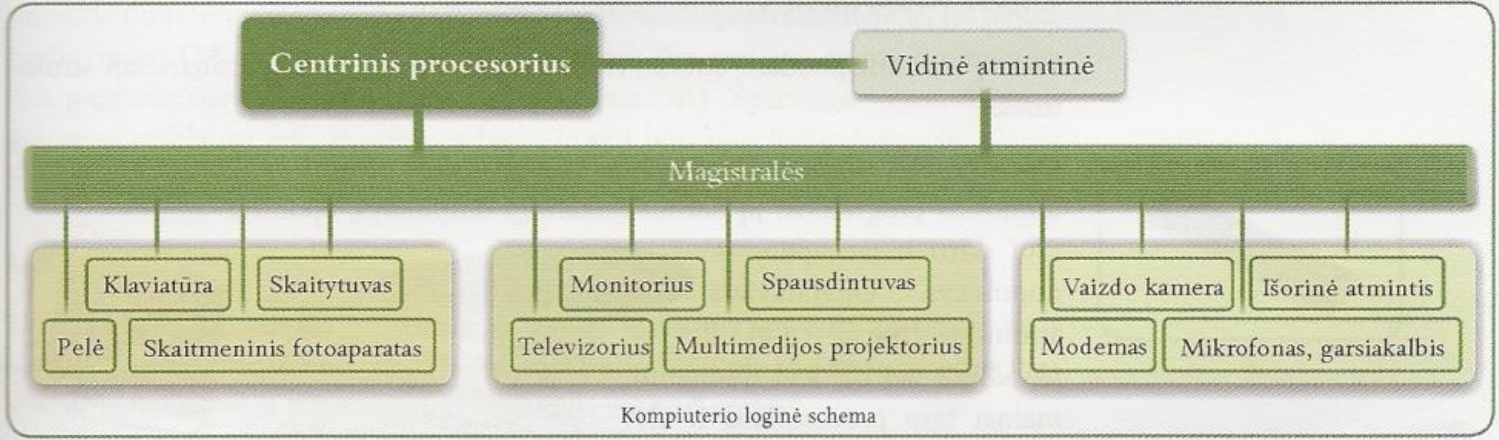 Centrinis procesorius
Vidinė atmintinė
Magistralės
Klaviatūra
Skaitytuvas
Pelė
Skaitmeninis fotoaparatas
Monitorius
Spausdintuvas
Televizorius
Multimedijos projektorius
Vaizdo kamera
Išorinė atmintis
Modemas
Mikrofonas, garsiakalbis
Kompiuterio loginė schema